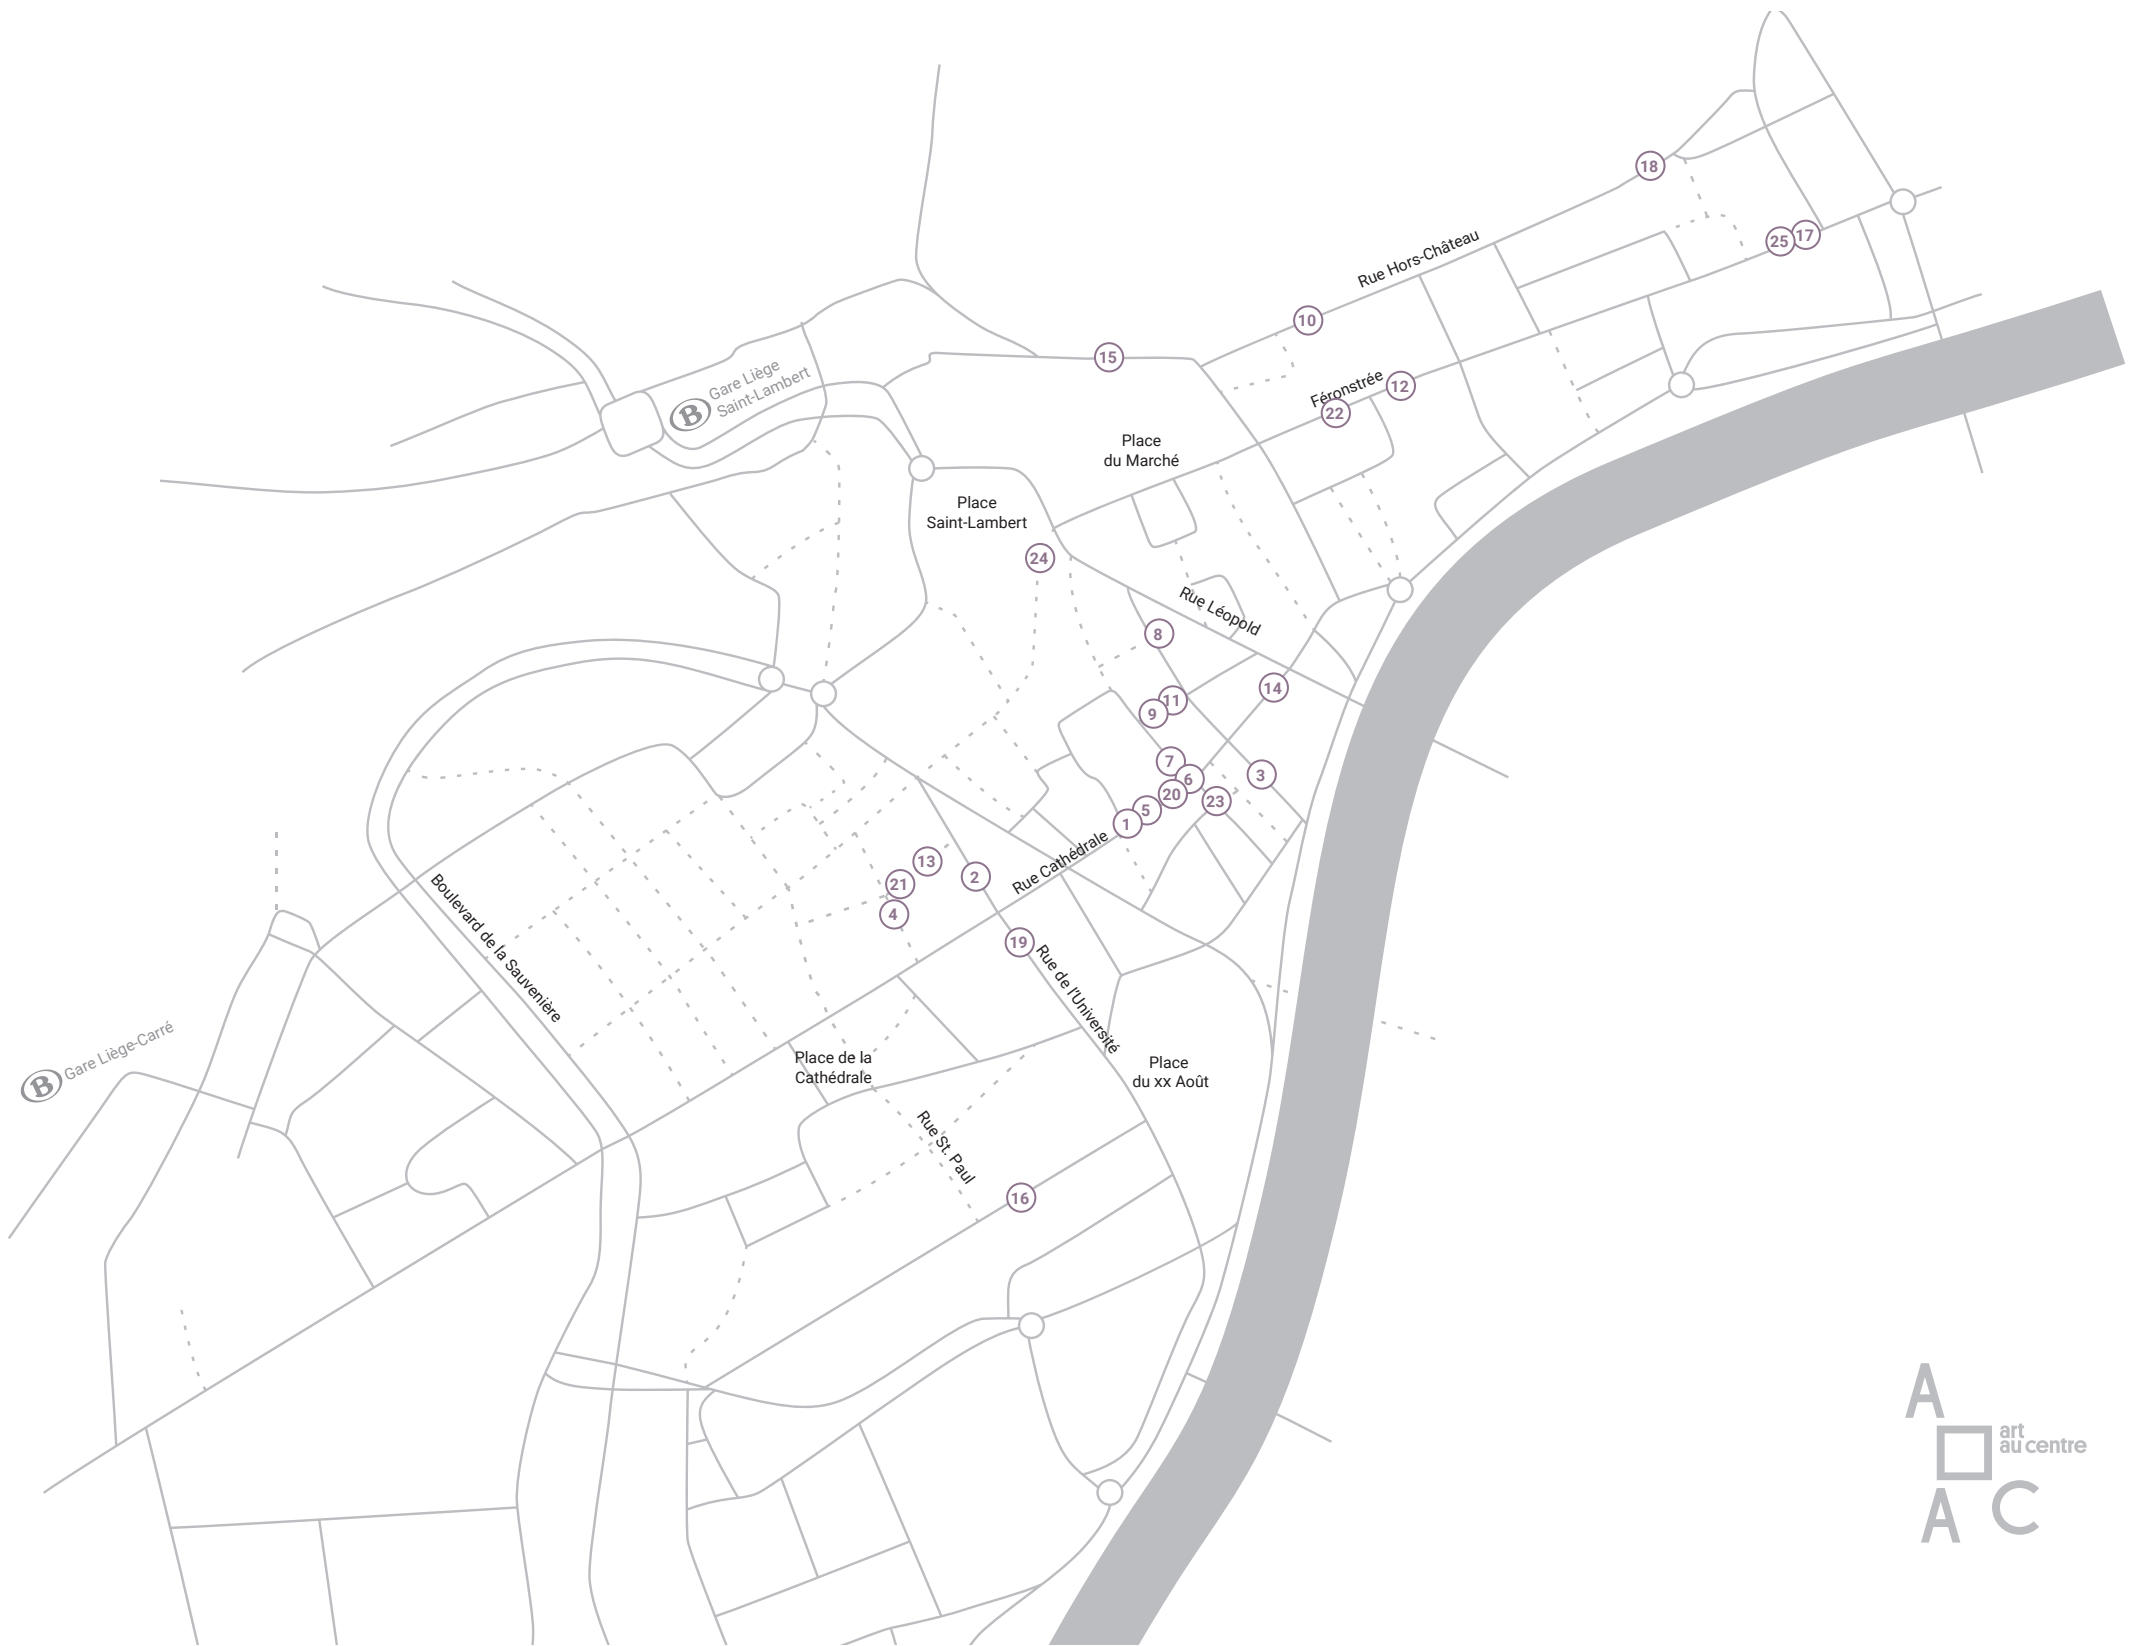 18
Rue Hors-Château
25
17
10
15
Gare Liège
Saint-Lambert
B
Féronstrée
12
22
Place
du Marché
Place
Saint-Lambert
24
Rue Léopold
8
14
11
9
7
6
3
20
23
5
1
Rue Cathédrale
13
2
21
4
19
Boulevard de la Sauvenière
Rue de l'Université
Gare Liège-Carré
B
Place de la
Cathédrale
Place
du xx Août
Rue St. Paul
16
A
art
au centre
A C